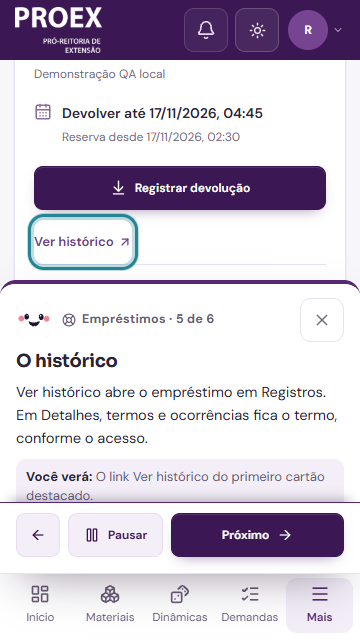 PROEX
PRÓ-REITORIA DE
EXTENSÃO
R
Demonstração QA local
Devolver até 17/11/2026, 04:45
Reserva desde 17/11/2026, 02:30
Registrar devolução
Ver histórico
Empréstimos · 5 de 6
O histórico
Ver histórico abre o empréstimo em Registros.
Em Detalhes, termos e ocorrências fica o termo,
conforme o acesso.
Você verá: O link Ver histórico do primeiro cartão
destacado.
Pausar
Próximo
Início
Materiais
Dinâmicas
Demandas
Mais